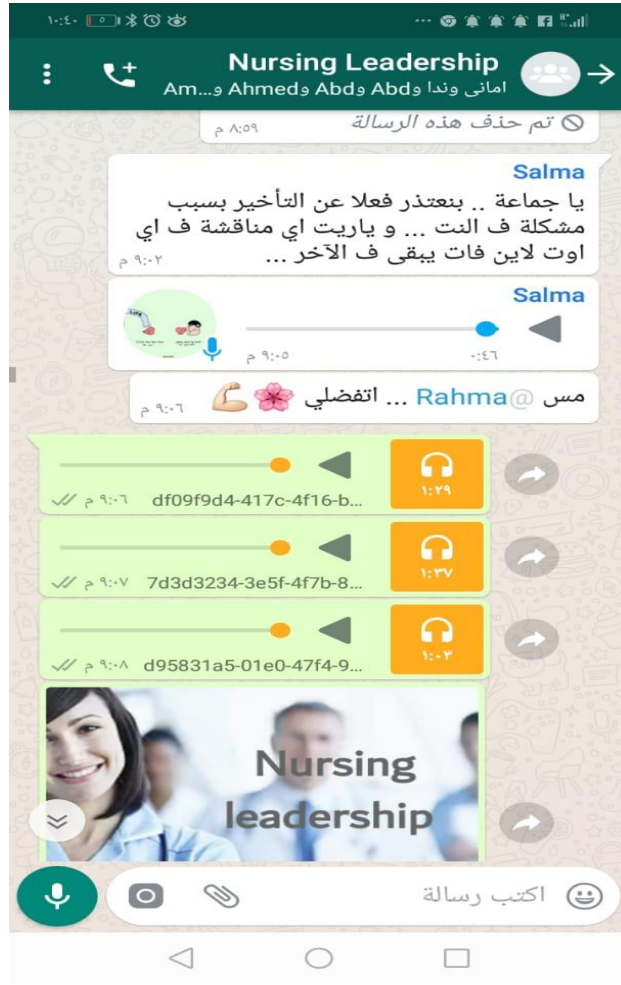 ١٠:٤٠
Nursing Leadership
امانى وندا وAbd وAbd وAhmed وAm...
تم حذف هذه الرسالة
٨:٥٩ م
Salma
يا جماعة .. بنعتذر فعلا عن التأخير بسبب
مشكلة ف النت ... و ياريت اي مناقشة ف اي
اوت لاين فات يبقى ف الآخر ...
٩:٠٢ م
Salma
٠:٤٦
٩:٠٥ م
مس @Rahma ... اتفضلي 🌸💪🏻
٩:٠٦ م
١:٢٩
df09f9d4-417c-4f16-b...
٩:٠٦ م
١:٣٧
7d3d3234-3e5f-4f7b-8...
٩:٠٧ م
١:٠٣
d95831a5-01e0-47f4-9...
٩:٠٨ م
Nursing
leadership
اكتب رسالة